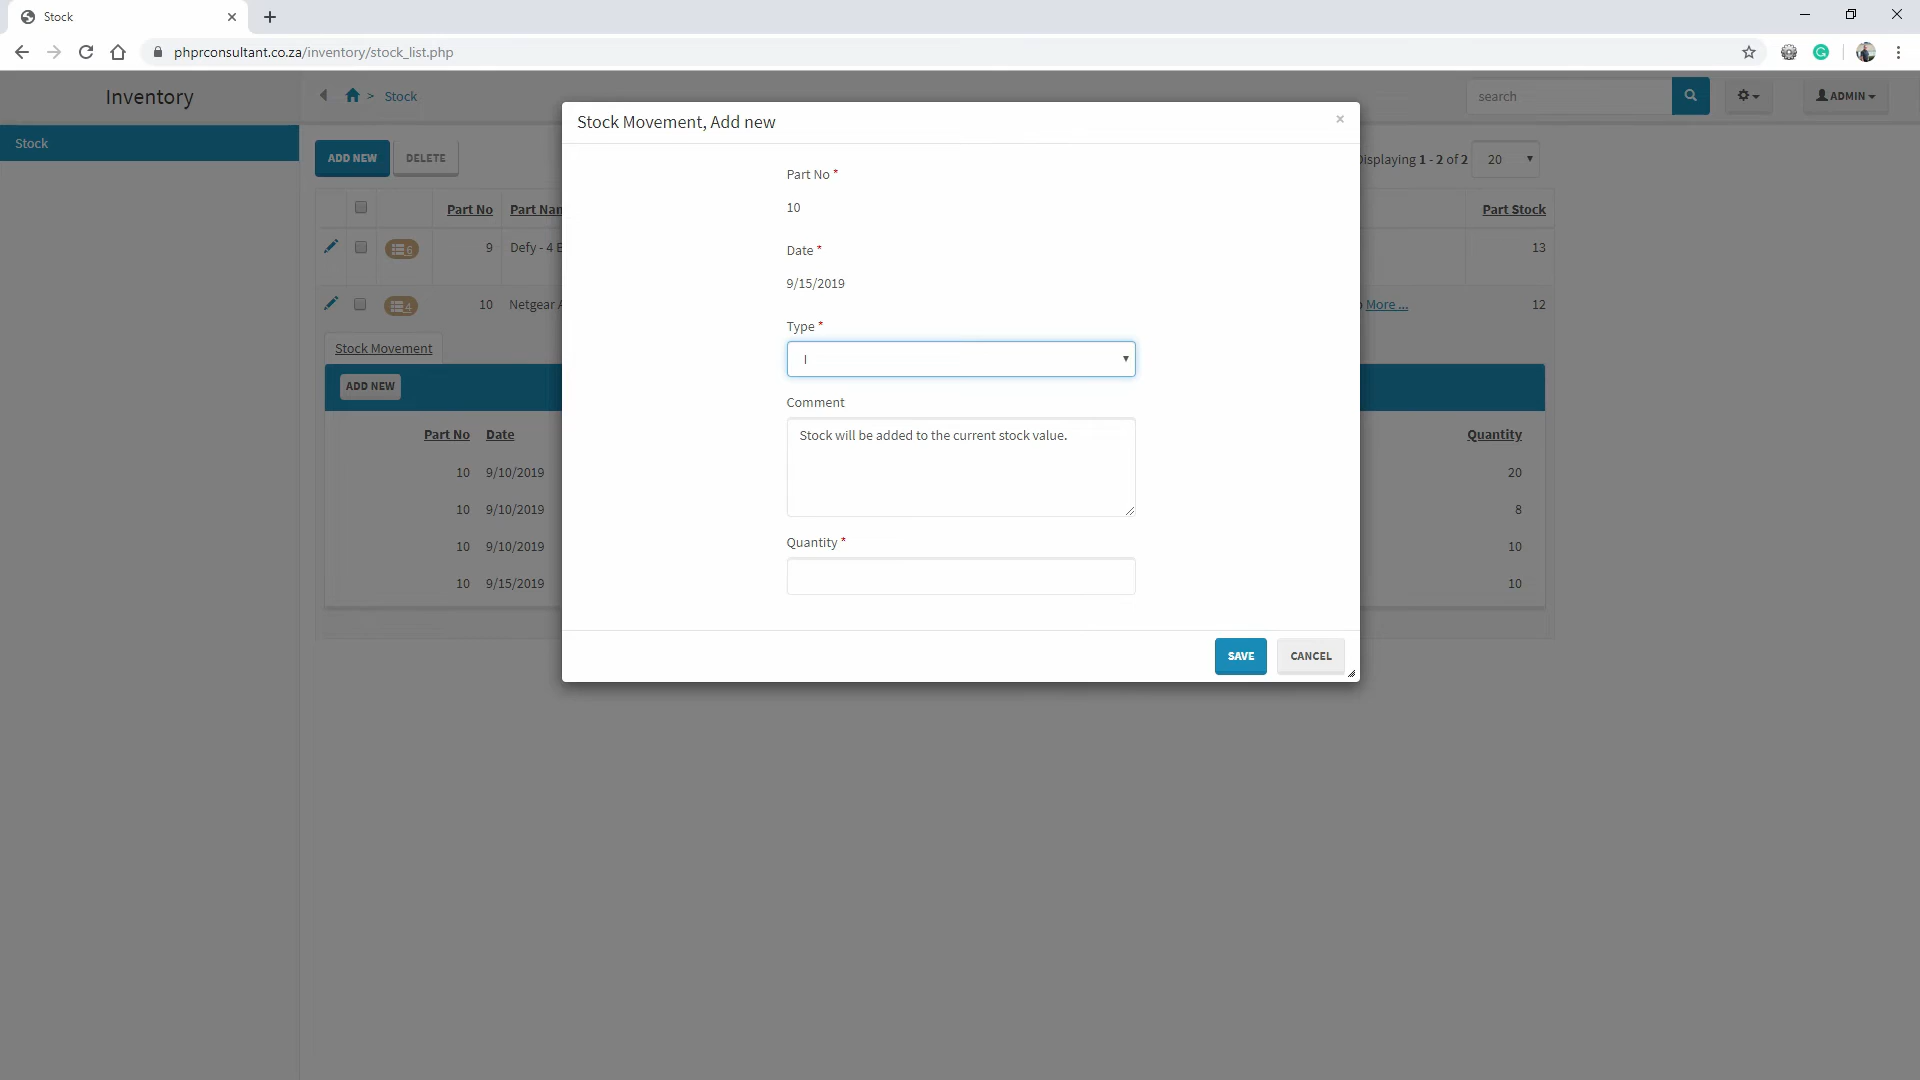 Stock
phprconsultant.co.za/inventory/stock_list.php
Inventory
> Stock
search
ADMIN
Stock
ADD NEW
DELETE
Displaying 1 - 2 of 2
20
Part No
Part Nam
Part Stock
6
9
Defy - 4 E
13
4
10
Netgear A
More ...
12
Stock Movement
ADD NEW
Part No
Date
Quantity
10
9/10/2019
20
10
9/10/2019
8
10
9/10/2019
10
10
9/15/2019
10
Stock Movement, Add new
×
Part No *
10
Date *
9/15/2019
Type *
I
Comment
Stock will be added to the current stock value.
Quantity *
SAVE
CANCEL